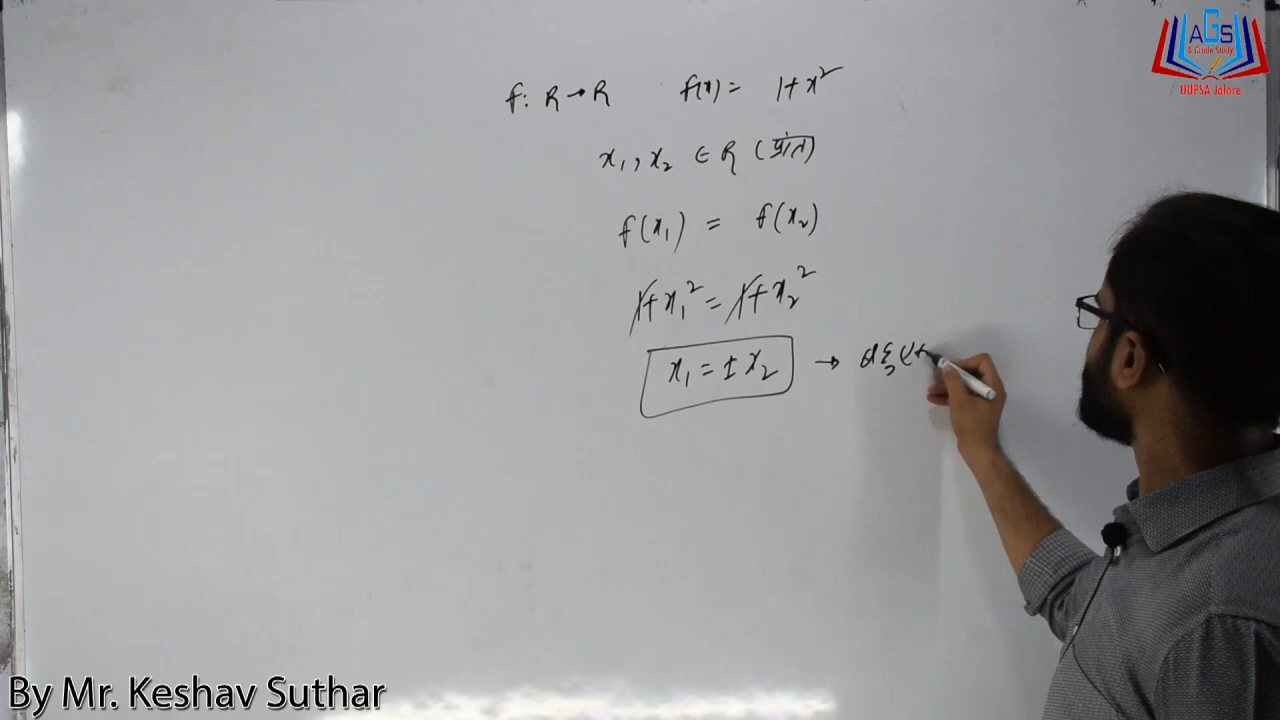 AGS
A Grade Study
UUPSA Jalore
f: R → R f(x) = 1 + x²
x₁, x₂ ∈ R (प्रांत)
f(x₁) = f(x₂)
1 + x₁² = 1 + x₂²
x₁ = ± x₂ →
By Mr. Keshav Suthar